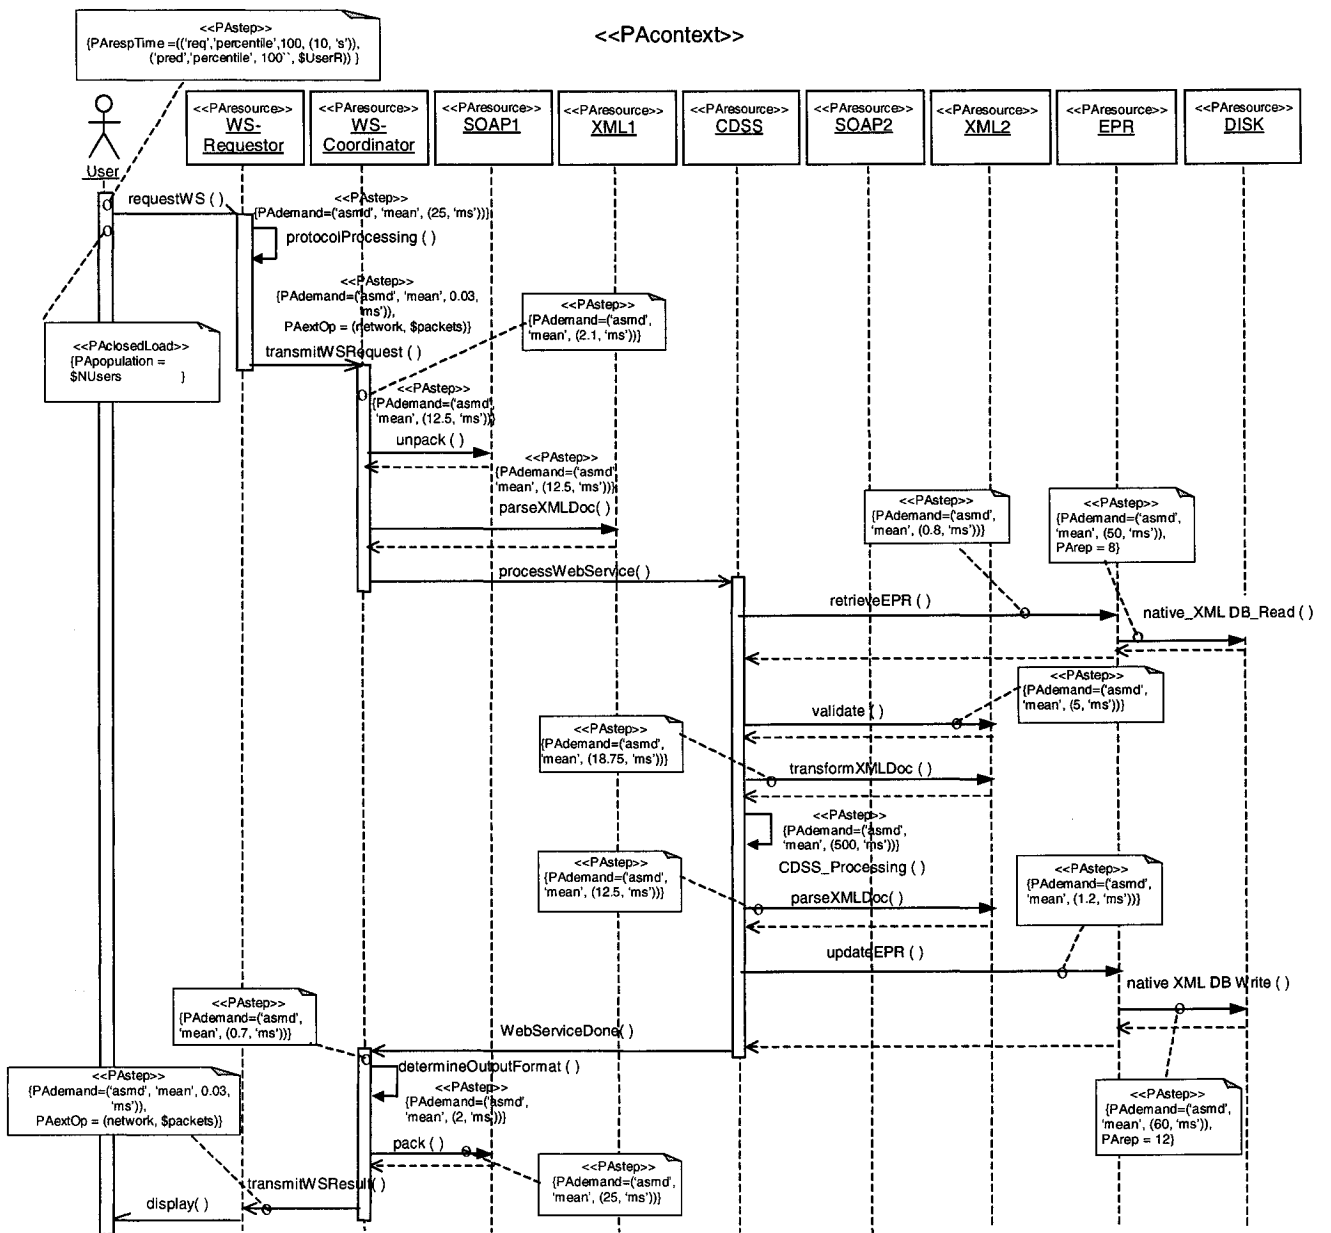 <<PAstep>>
{PArespTime =(('req','percentile',100, (10, 's')),
('pred','percentile', 100``, $UserR)) }
<<PAcontext>>
<<PAresource>>
WS-
Requestor
<<PAresource>>
WS-
Coordinator
<<PAresource>>
SOAP1
<<PAresource>>
XML1
<<PAresource>>
CDSS
<<PAresource>>
SOAP2
<<PAresource>>
XML2
<<PAresource>>
EPR
<<PAresource>>
DISK
User
requestWS ( )
<<PAstep>>
{PAdemand=('asmd', 'mean', (25, 'ms'))}
protocolProcessing ( )
<<PAstep>>
{PAdemand=('asmd', 'mean', 0.03,
'ms')),
PAextOp = (network, $packets)}
transmitWSRequest ( )
<<PAstep>>
{PAdemand=('asmd',
'mean', (2.1, 'ms'))}
<<PAclosedLoad>>
{PApopulation =
$NUsers }
<<PAstep>>
{PAdemand=('asmd',
'mean', (12.5, 'ms'))}
unpack ( )
<<PAstep>>
{PAdemand=('asmd'
'mean', (12.5, 'ms'))}
parseXMLDoc( )
processWebService( )
<<PAstep>>
{PAdemand=('asmd',
'mean', (0.8, 'ms'))}
<<PAstep>>
{PAdemand=('asmd',
'mean', (50, 'ms')),
PArep = 8}
retrieveEPR ( )
native_XML DB_Read ( )
<<PAstep>>
{PAdemand=('asmd',
'mean', (5, 'ms'))}
validate ( )
<<PAstep>>
{PAdemand=('asmd',
'mean', (18.75, 'ms'))}
transformXMLDoc ( )
<<PAstep>>
{PAdemand=('asmd',
'mean', (500, 'ms'))}
CDSS_Processing ( )
<<PAstep>>
{PAdemand=('asmd',
'mean', (12.5, 'ms'))}
parseXMLDoc( )
<<PAstep>>
{PAdemand=('asmd',
'mean', (1.2, 'ms'))}
updateEPR ( )
native XML DB Write ( )
<<PAstep>>
{PAdemand=('asmd',
'mean', (0.7, 'ms'))}
WebServiceDone( )
determineOutputFormat ( )
<<PAstep>>
{PAdemand=('asmd', 'mean', 0.03,
'ms')),
PAextOp = (network, $packets)}
<<PAstep>>
{PAdemand=('asmd',
'mean', (2, 'ms'))}
<<PAstep>>
{PAdemand=('asmd',
'mean', (60, 'ms')),
PArep = 12}
pack ( )
<<PAstep>>
{PAdemand=('asmd',
'mean', (25, 'ms'))}
transmitWSResult( )
display( )